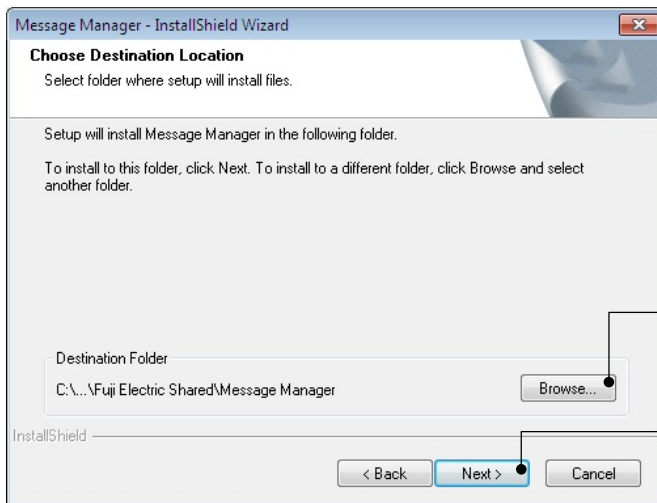 Message Manager - InstallShield Wizard
Choose Destination Location
Select folder where setup will install files.
Setup will install Message Manager in the following folder.
To install to this folder, click Next. To install to a different folder, click Browse and select
another folder.
Destination Folder
C:\...\Fuji Electric Shared\Message Manager
Browse...
InstallShield
< Back
Next >
Cancel